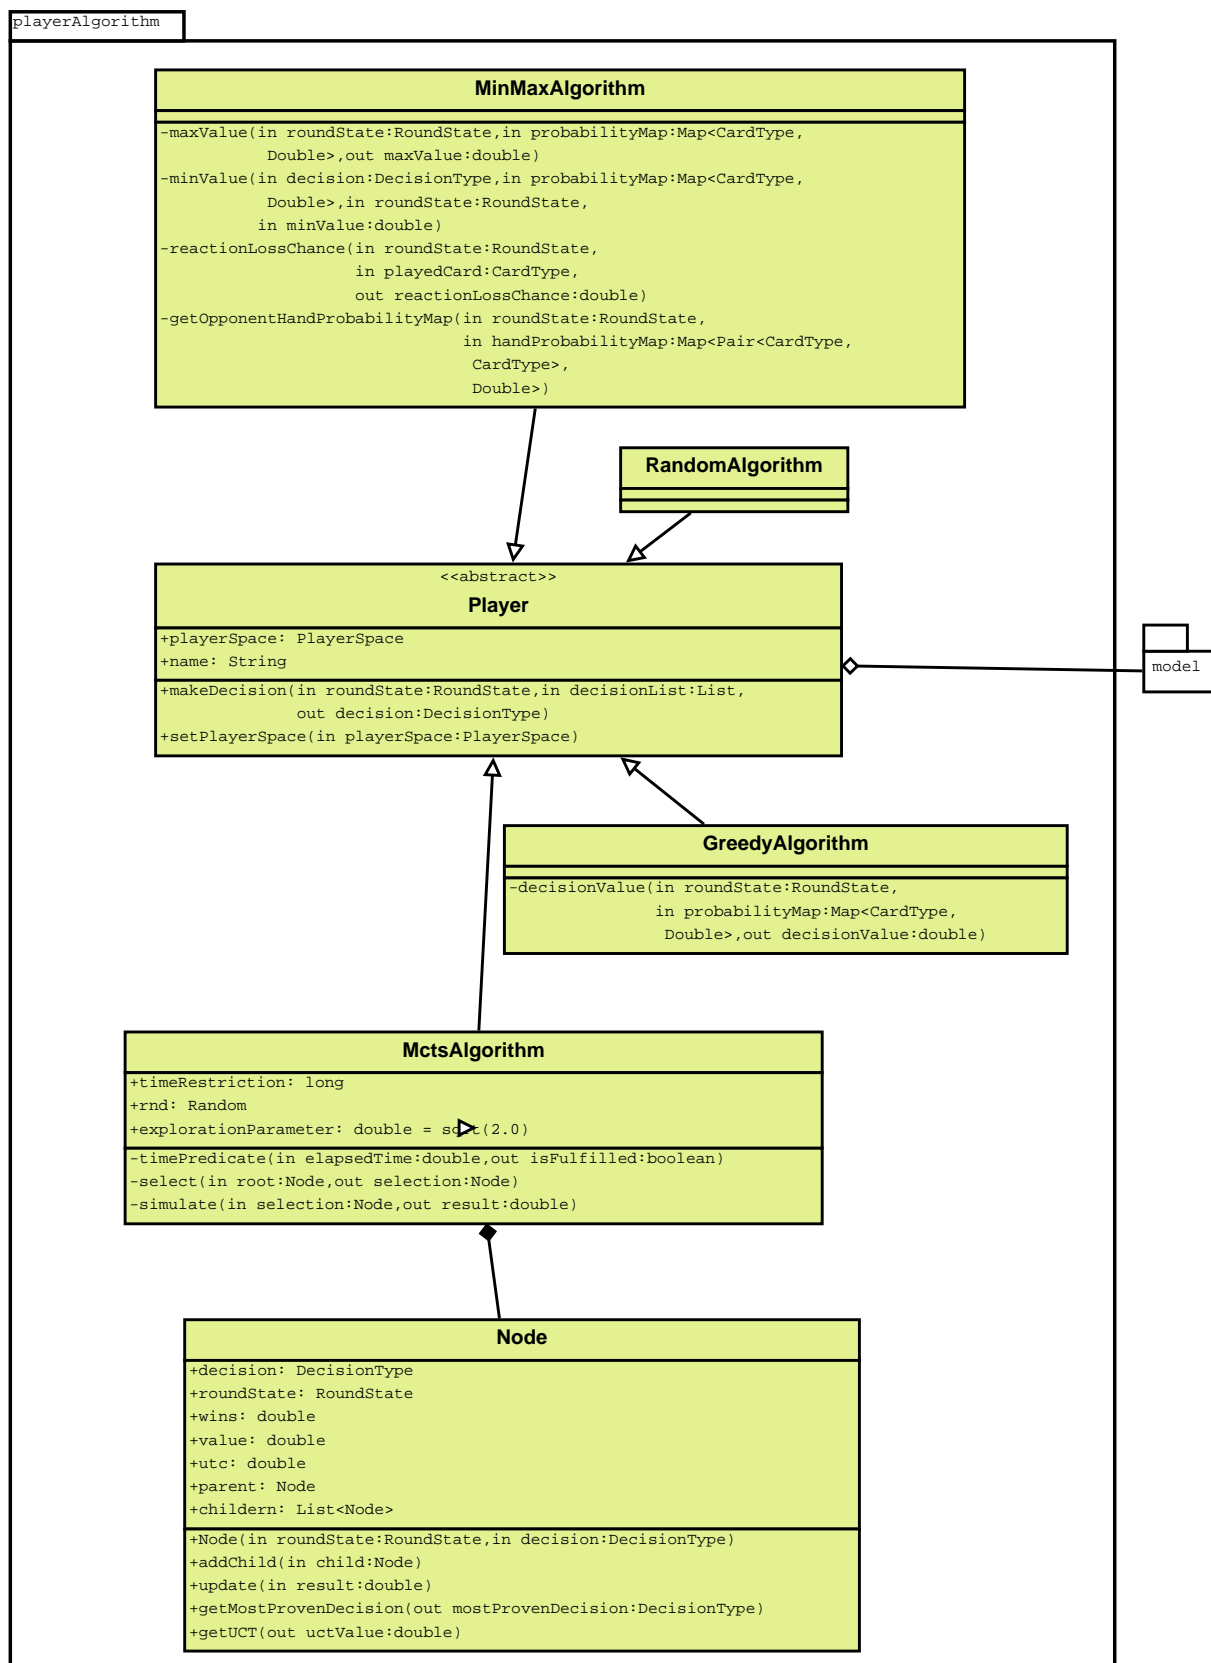 playerAlgorithm
MinMaxAlgorithm
-maxValue(in roundState:RoundState,in probabilityMap:Map<CardType,
Double>,out maxValue:double)
-minValue(in decision:DecisionType,in probabilityMap:Map<CardType,
Double>,in roundState:RoundState,
in minValue:double)
-reactionLossChance(in roundState:RoundState,
in playedCard:CardType,
out reactionLossChance:double)
-getOpponentHandProbabilityMap(in roundState:RoundState,
in handProbabilityMap:Map<Pair<CardType,
CardType>,
Double>)
RandomAlgorithm
<<abstract>>
Player
+playerSpace: PlayerSpace
+name: String
+makeDecision(in roundState:RoundState,in decisionList:List,
out decision:DecisionType)
+setPlayerSpace(in playerSpace:PlayerSpace)
model
GreedyAlgorithm
-decisionValue(in roundState:RoundState,
in probabilityMap:Map<CardType,
Double>,out decisionValue:double)
MctsAlgorithm
+timeRestriction: long
+rnd: Random
+explorationParameter: double = sqrt(2.0)
-timePredicate(in elapsedTime:double,out isFulfilled:boolean)
-select(in root:Node,out selection:Node)
-simulate(in selection:Node,out result:double)
Node
+decision: DecisionType
+roundState: RoundState
+wins: double
+value: double
+utc: double
+parent: Node
+childern: List<Node>
+Node(in roundState:RoundState,in decision:DecisionType)
+addChild(in child:Node)
+update(in result:double)
+getMostProvenDecision(out mostProvenDecision:DecisionType)
+getUCT(out uctValue:double)